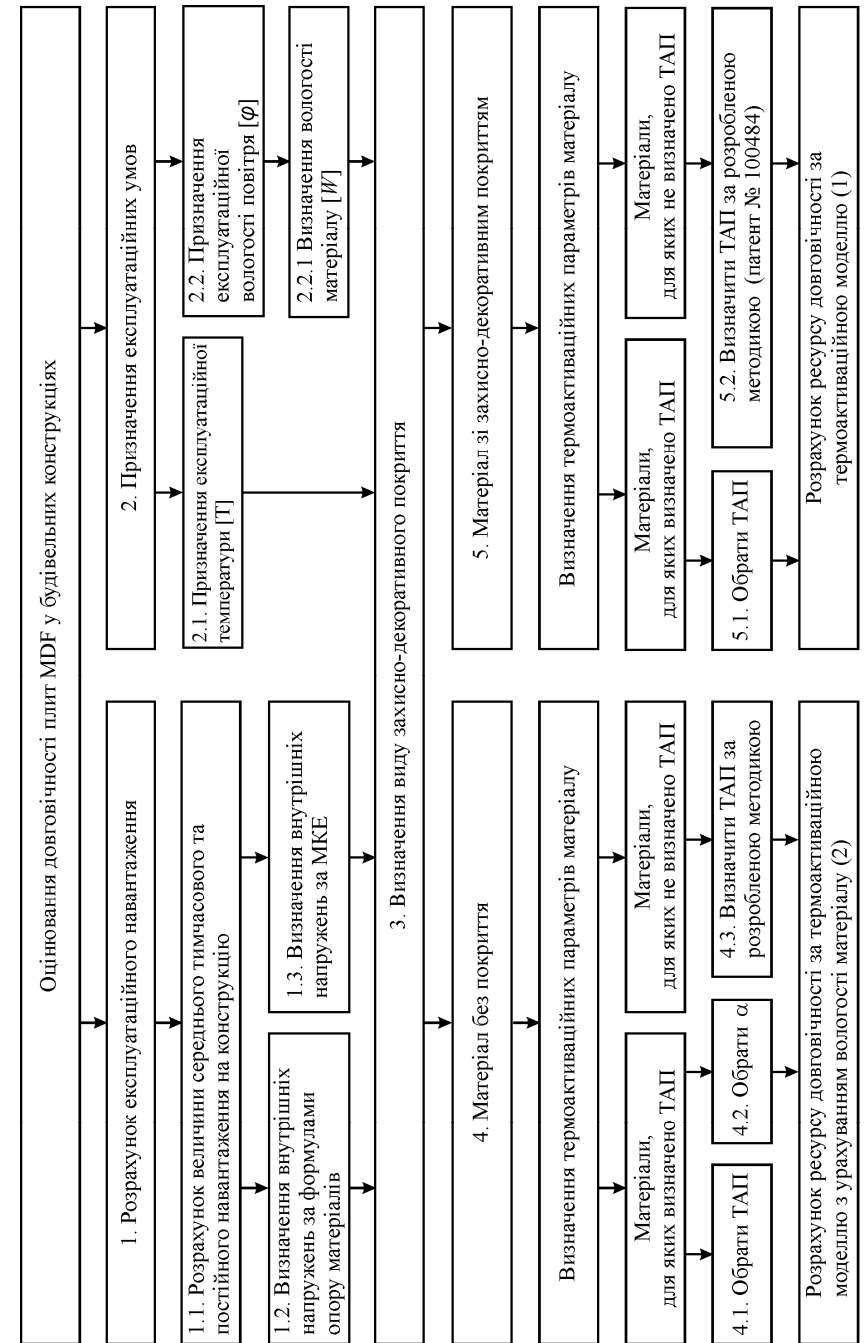 Оцінювання довговічності плит MDF у будівельних конструкціях
1. Розрахунок експлуатаційного навантаження
2. Призначення експлуатаційних умов
1.1. Розрахунок величини середнього тимчасового та
постійного навантаження на конструкцію
2.1. Призначення експлуатаційної
температури [T]
2.2. Призначення
експлуатаційної
вологості повітря [φ]
1.2. Визначення внутрішніх
напружень за формулами
опору матеріалів
1.3. Визначення внутрішніх
напружень за МКЕ
2.2.1 Визначення вологості
матеріалу [W]
3. Визначення виду захисно-декоративного покриття
4. Матеріал без покриття
5. Матеріал зі захисно-декоративним покриттям
Визначення термоактиваційних параметрів матеріалу
Визначення термоактиваційних параметрів матеріалу
Матеріали,
для яких визначено ТАП
Матеріали,
для яких не визначено ТАП
Матеріали,
для яких визначено ТАП
Матеріали,
для яких не визначено ТАП
4.1. Обрати ТАП
4.2. Обрати α
4.3. Визначити ТАП за
розробленою методикою
5.1. Обрати ТАП
5.2. Визначити ТАП за розробленою
методикою (патент № 100484)
Розрахунок ресурсу довговічності за термоактиваційною
моделлю з урахуванням вологості матеріалу (2)
Розрахунок ресурсу довговічності за
термоактиваційною моделлю (1)